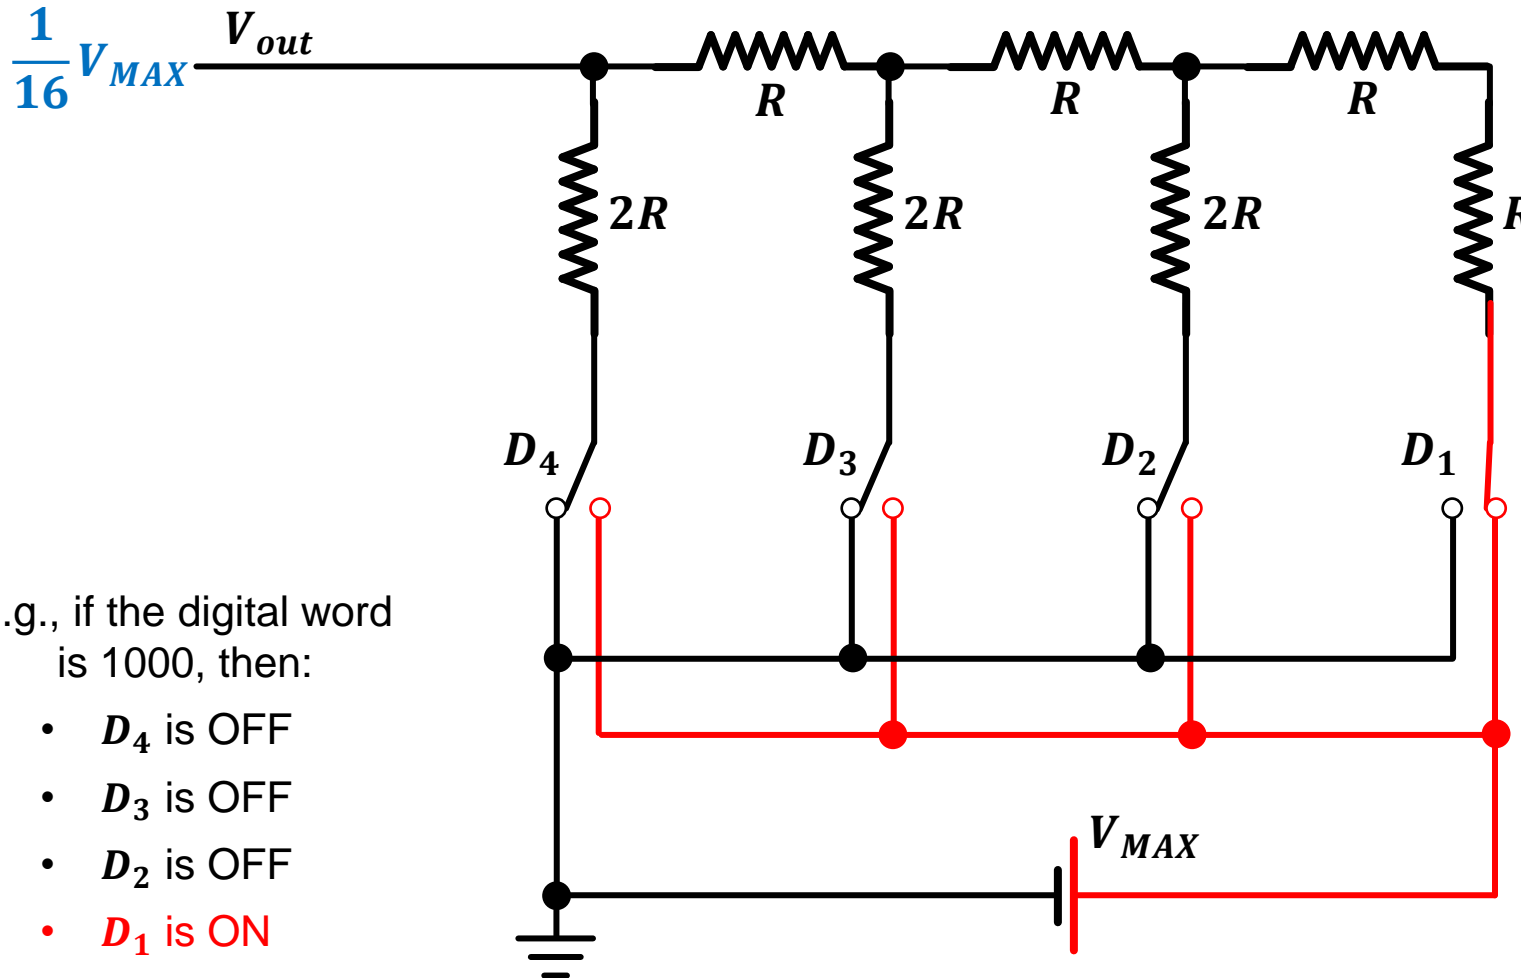 1/16 V_MAX V_out
R R R
2R 2R 2R R
D_4 D_3 D_2 D_1
.g., if the digital word
is 1000, then:
• D_4 is OFF
• D_3 is OFF
• D_2 is OFF
• D_1 is ON
V_MAX